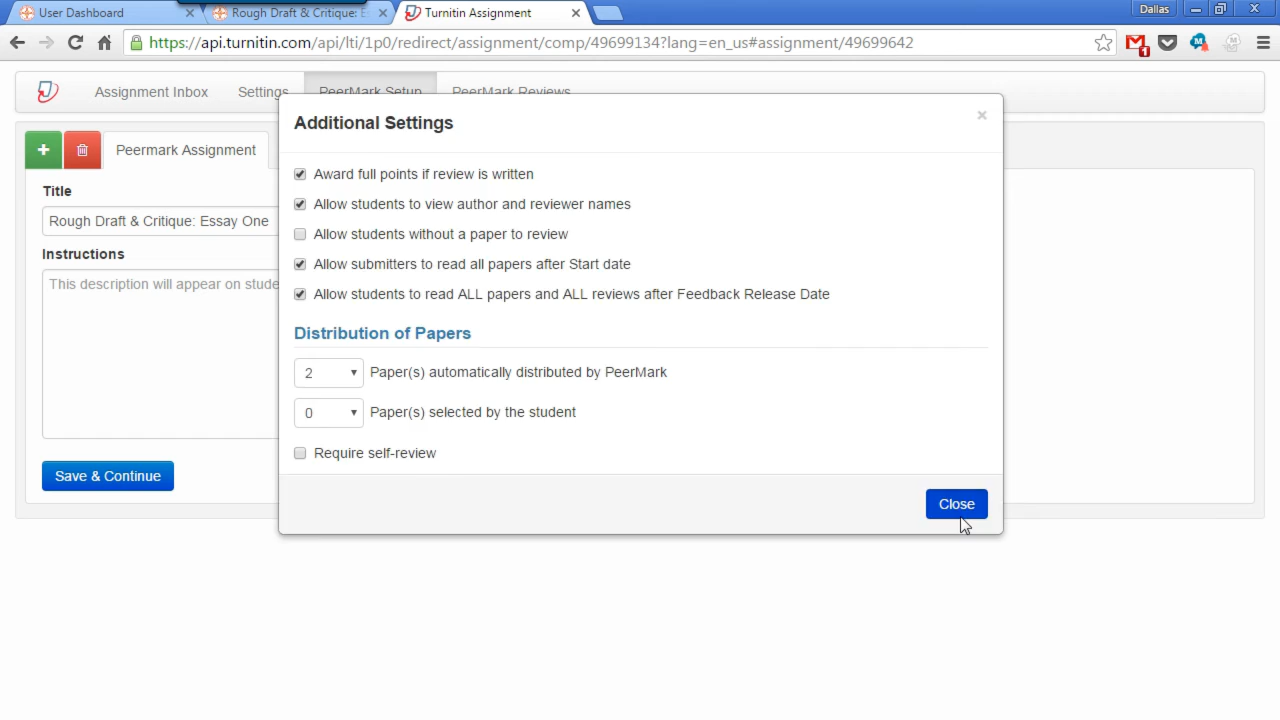 User Dashboard
Rough Draft & Critique: E
Turnitin Assignment
Dallas
https://api.turnitin.com/api/lti/1p0/redirect/assignment/comp/49699134?lang=en_us#assignment/49699642
1
Assignment Inbox
Settings
PeerMark Setup
PeerMark Reviews
Additional Settings
×
Peermark Assignment
Title
Rough Draft & Critique: Essay One
Instructions
This description will appear on stude
Save & Continue
Award full points if review is written
Allow students to view author and reviewer names
Allow students without a paper to review
Allow submitters to read all papers after Start date
Allow students to read ALL papers and ALL reviews after Feedback Release Date
Distribution of Papers
2 Paper(s) automatically distributed by PeerMark
0 Paper(s) selected by the student
Require self-review
Close